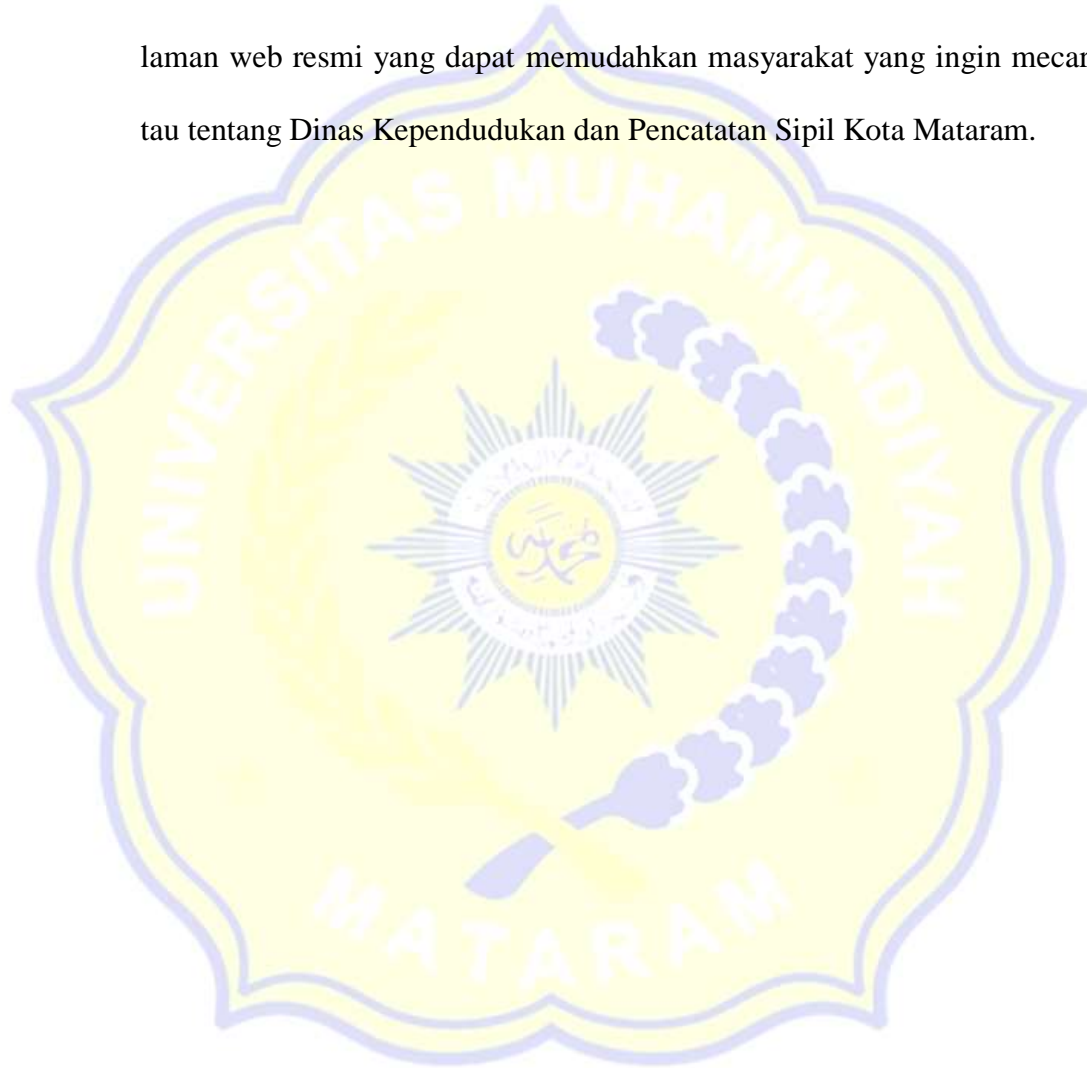 laman web resmi yang dapat memudahkan masyarakat yang ingin mecar
tau tentang Dinas Kependudukan dan Pencatatan Sipil Kota Mataram.
UNIVERSITAS MUHAMMADIYAH
MATARAM